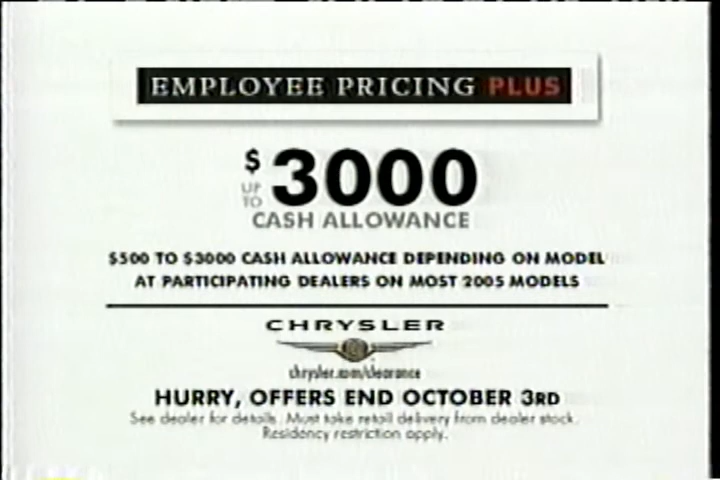 EMPLOYEE PRICING PLUS
$
UP TO 3000
CASH ALLOWANCE
$500 TO $3000 CASH ALLOWANCE DEPENDING ON MODEL
AT PARTICIPATING DEALERS ON MOST 2005 MODELS
CHRYSLER
chrysler.com/clearance
HURRY, OFFERS END OCTOBER 3RD
See dealer for details. Must take retail delivery from dealer stock.
Residency restriction apply.